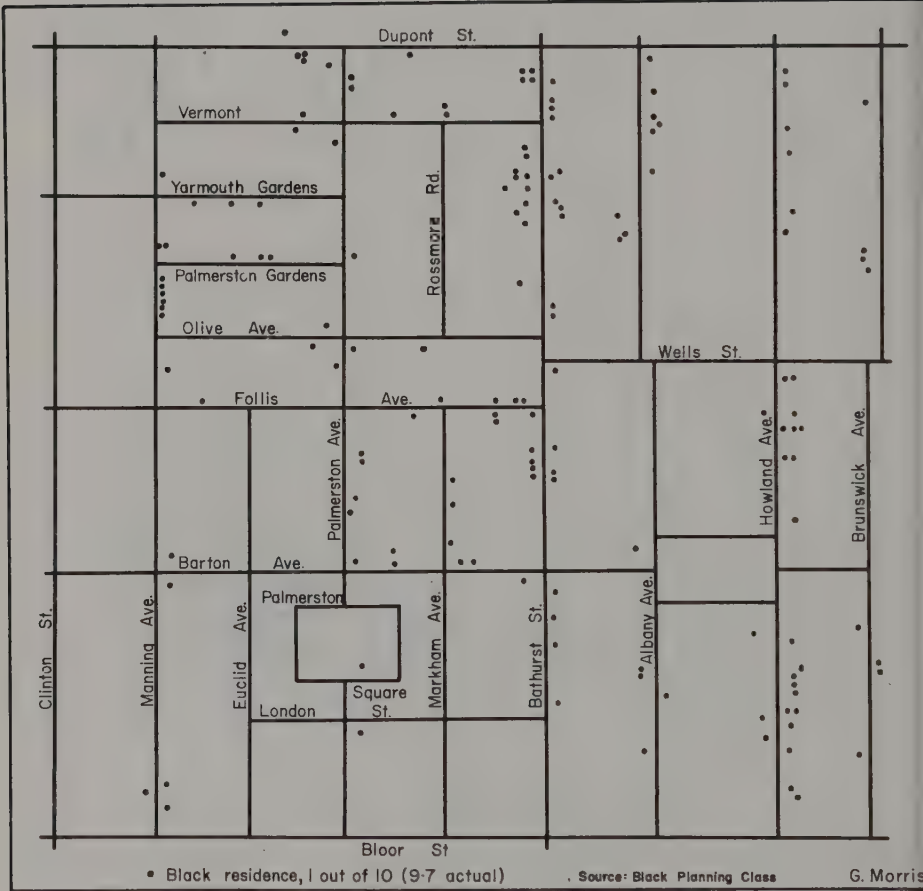 Dupont St.
Vermont
Yarmouth Gardens
Rossmore Rd.
Palmerston Gardens
Olive Ave.
Wells St.
Follis Ave.
Palmerston Ave.
Howland Ave.
Brunswick Ave.
Barton Ave.
Clinton St.
Manning Ave.
Euclid Ave.
Palmerston
Square
Markham Ave.
Bathurst St.
Albany Ave.
London St.
Bloor St
• Black residence, 1 out of 10 (9·7 actual)
. Source: Black Planning Class
G. Morris